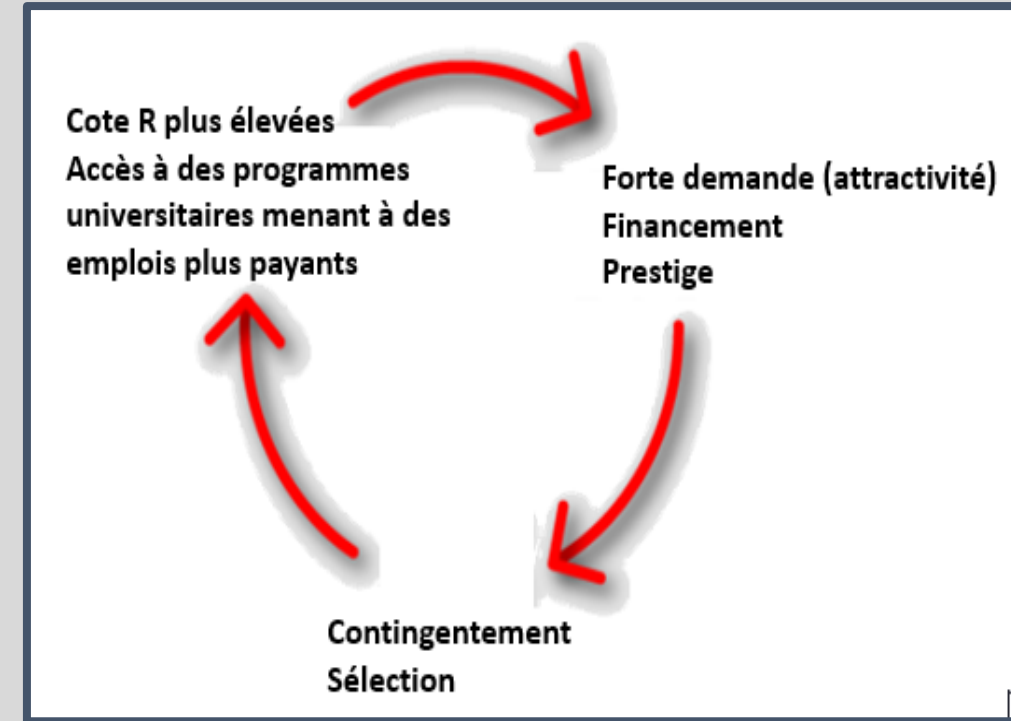 Cote R plus élevées
Accès à des programmes
universitaires menant à des
emplois plus payants
Forte demande (attractivité)
Financement
Prestige
Contingentement
Sélection